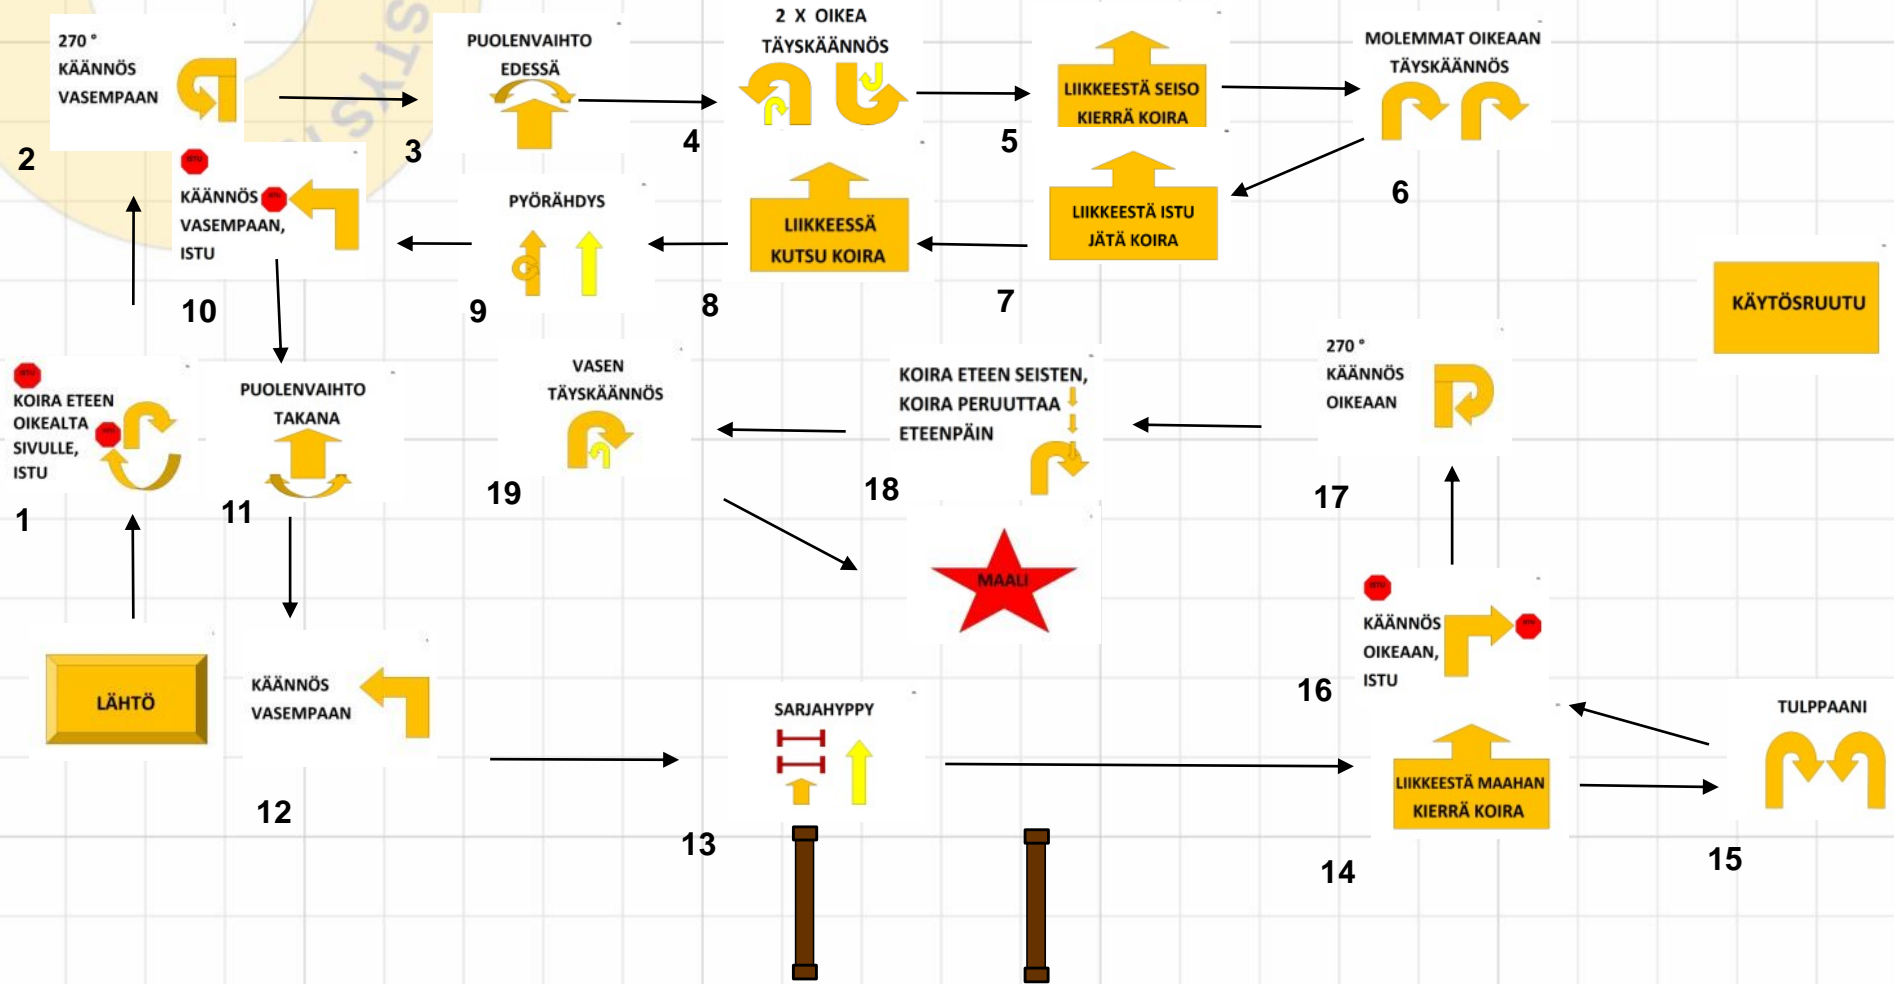 STYS
270 °
KÄÄNNÖS
VASEMPAAN
2
PUOLENVAIHTO
EDESSÄ
3
2 X OIKEA
TÄYSKÄÄNNÖS
4
LIIKKEESTÄ SEISO
KIERRÄ KOIRA
5
MOLEMMAT OIKEAAN
TÄYSKÄÄNNÖS
6
ISTU
KÄÄNNÖS
VASEMPAAN,
ISTU
10
PYÖRÄHDYS
9
LIIKKEESSÄ
KUTSU KOIRA
8
LIIKKEESTÄ ISTU
JÄTÄ KOIRA
7
KÄYTÖSRUUTU
ISTU
KOIRA ETEEN
OIKEALTA
SIVULLE,
ISTU
1
PUOLENVAIHTO
TAKANA
11
VASEN
TÄYSKÄÄNNÖS
19
KOIRA ETEEN SEISTEN,
KOIRA PERUUTTAA
ETEENPÄIN
18
270 °
KÄÄNNÖS
OIKEAAN
17
MAALI
ISTU
KÄÄNNÖS
OIKEAAN,
ISTU
16
LÄHTÖ
KÄÄNNÖS
VASEMPAAN
12
SARJAHYPPY
13
LIIKKEESTÄ MAAHAN
KIERRÄ KOIRA
14
TULPPAANI
15